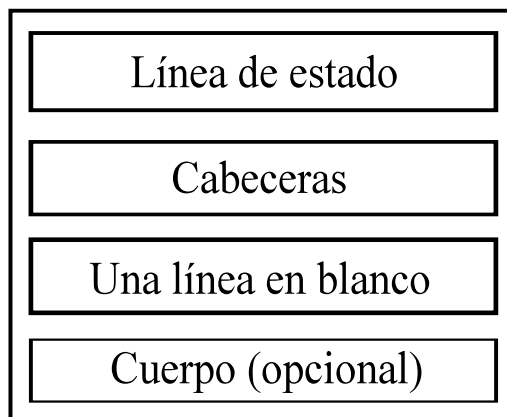 Línea de estado
Cabeceras
Una línea en blanco
Cuerpo (opcional)